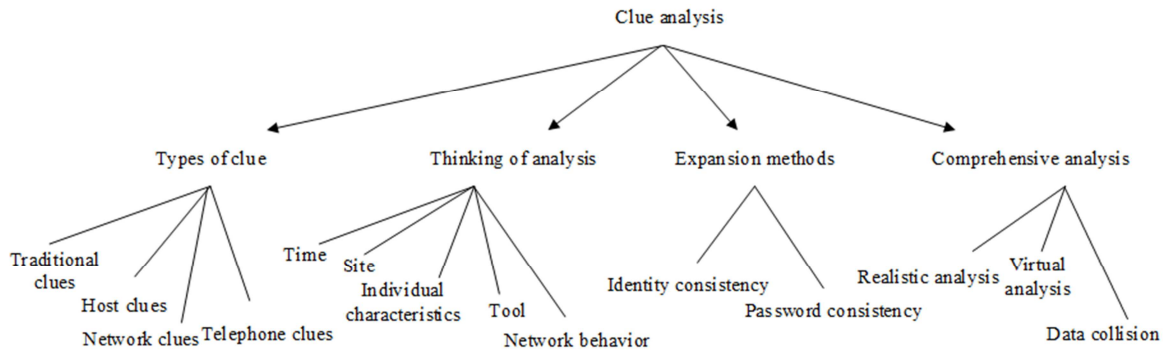 Clue analysis
Types of clue
Thinking of analysis
Expansion methods
Comprehensive analysis
Traditional
clues
Host clues
Network clues
Telephone clues
Time
Site
Individual
characteristics
Tool
Network behavior
Identity consistency
Password consistency
Realistic analysis
Virtual
analysis
Data collision